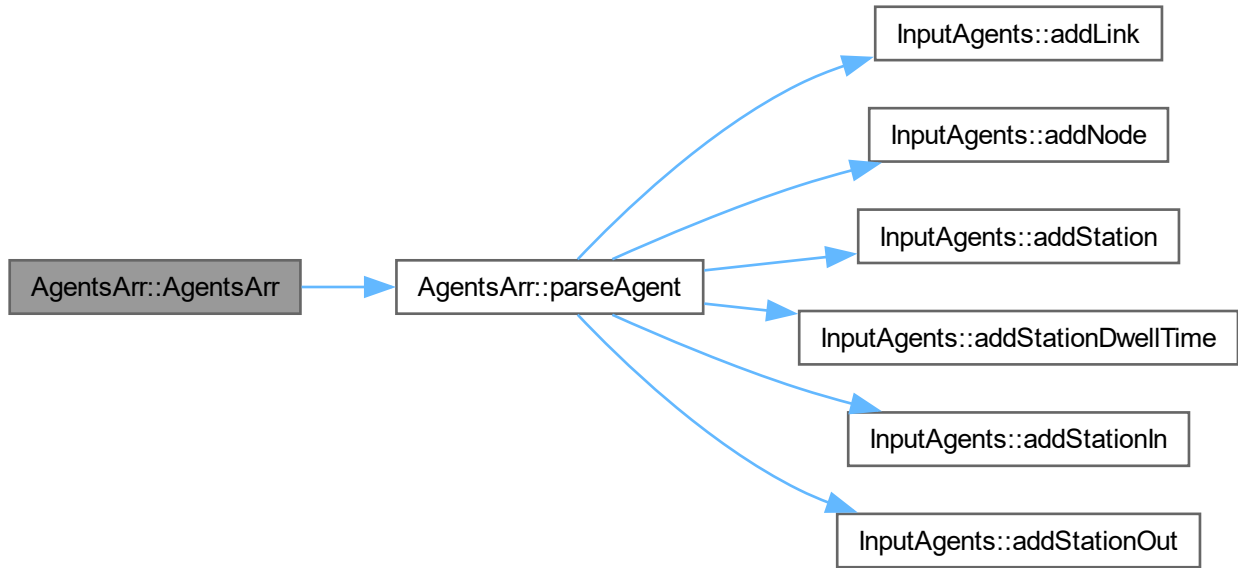 InputAgents::addLink
InputAgents::addNode
InputAgents::addStation
AgentsArr::AgentsArr
AgentsArr::parseAgent
InputAgents::addStationDwellTime
InputAgents::addStationIn
InputAgents::addStationOut